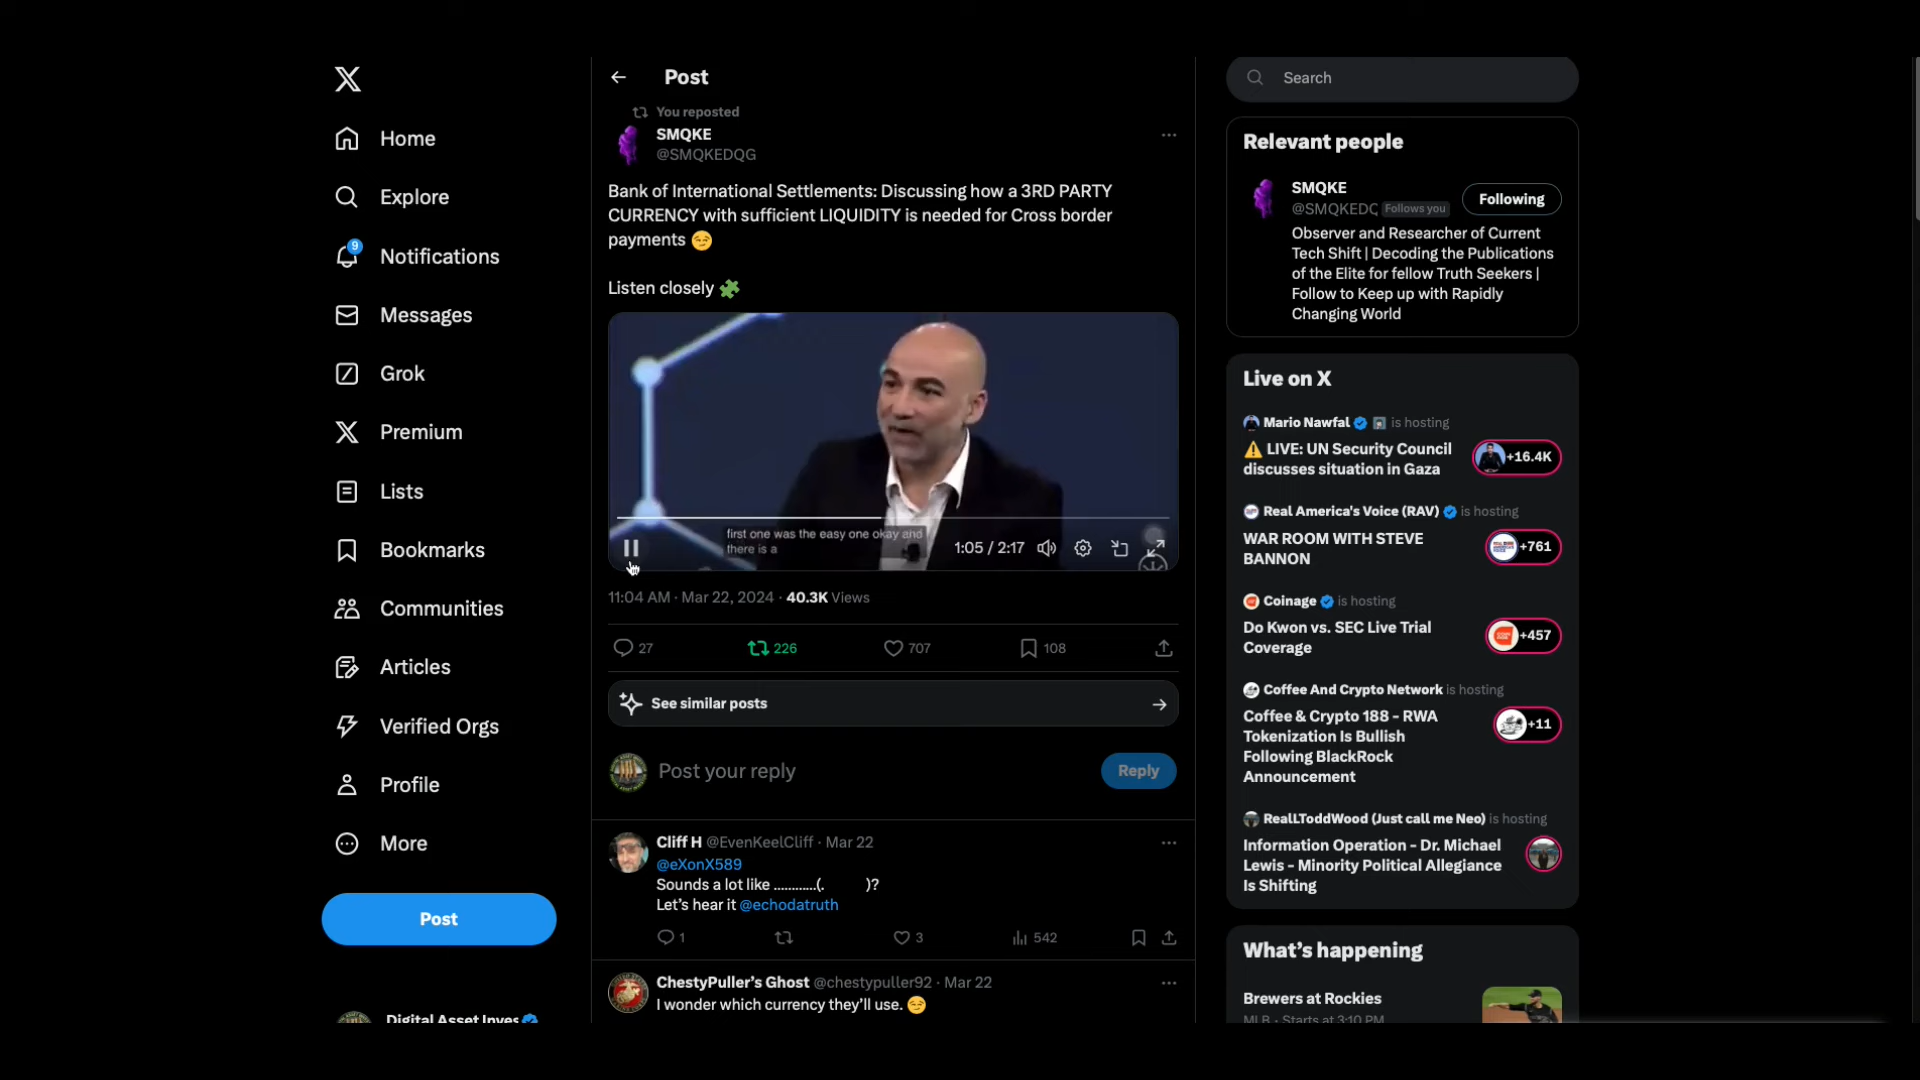 Home
Explore
9
Notifications
Messages
Grok
Premium
Lists
Bookmarks
Communities
Articles
Verified Orgs
Profile
More
Post
Digital Asset Inves
Post
You reposted
SMQKE
@SMQKEDQG
Bank of International Settlements: Discussing how a 3RD PARTY
CURRENCY with sufficient LIQUIDITY is needed for Cross border
payments 😏
Listen closely 🧩
first one was the easy one okay and
there is a
1:05 / 2:17
11:04 AM · Mar 22, 2024 · 40.3K Views
27 226 707 108
See similar posts
Post your reply
Reply
Cliff H @EvenKeelCliff · Mar 22
@eXonX589
Sounds a lot like ............(. )?
Let's hear it @echodatruth
1 3 542
ChestyPuller's Ghost @chestypuller92 · Mar 22
I wonder which currency they'll use. 😏
Search
Relevant people
SMQKE
@SMQKEDC Follows you
Following
Observer and Researcher of Current
Tech Shift | Decoding the Publications
of the Elite for fellow Truth Seekers |
Follow to Keep up with Rapidly
Changing World
Live on X
Mario Nawfal is hosting
⚠️ LIVE: UN Security Council
discusses situation in Gaza
+16.4K
Real America's Voice (RAV) is hosting
WAR ROOM WITH STEVE
BANNON
+761
Coinage is hosting
Do Kwon vs. SEC Live Trial
Coverage
+457
Coffee And Crypto Network is hosting
Coffee & Crypto 188 - RWA
Tokenization Is Bullish
Following BlackRock
Announcement
+11
ReallToddWood (Just call me Neo) is hosting
Information Operation - Dr. Michael
Lewis - Minority Political Allegiance
Is Shifting
What's happening
Brewers at Rockies
MLB · Starts at 3:10 PM